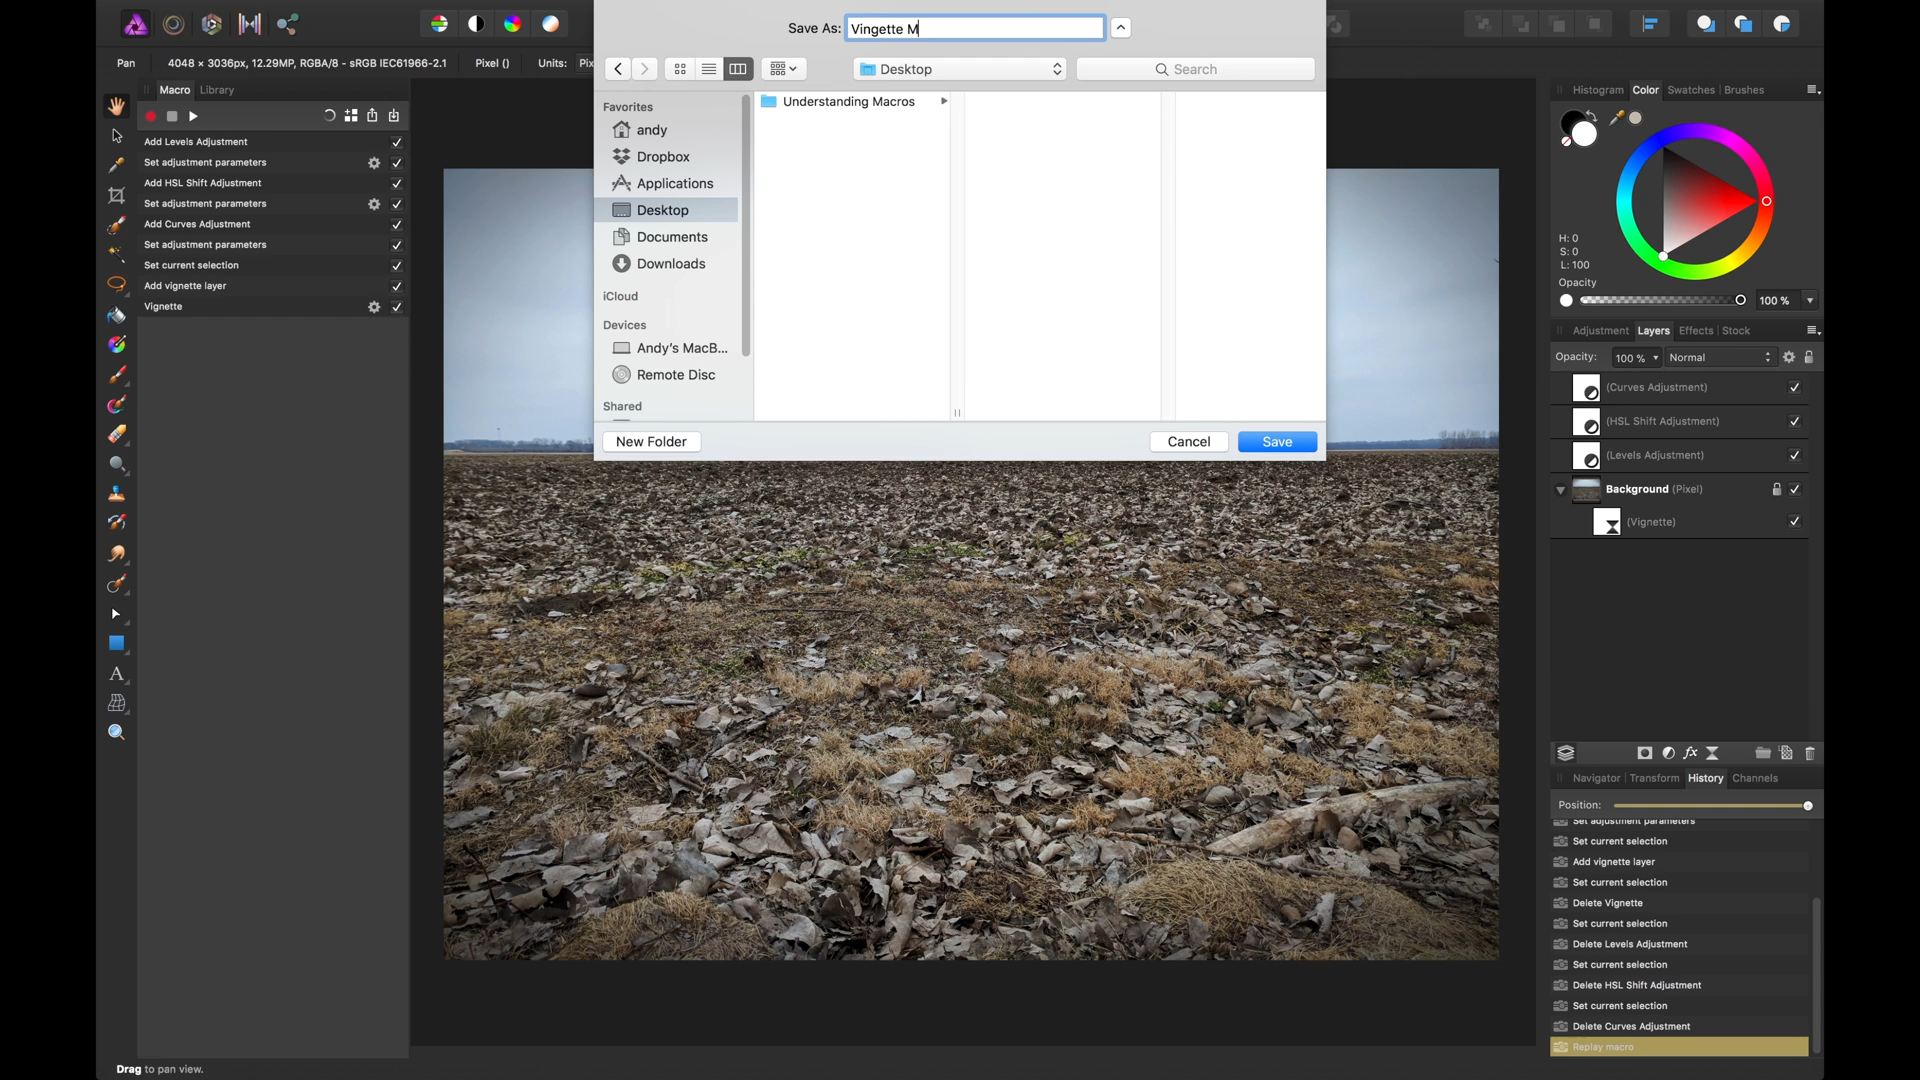 Save As: Vingette M
Pan 4048 × 3036px, 12.29MP, RGBA/8 - sRGB IEC61966-2.1 Pixel () Units: Pix
Desktop
Search
Macro Library
Histogram Color Swatches Brushes
Add Levels Adjustment
Set adjustment parameters
Add HSL Shift Adjustment
Set adjustment parameters
Add Curves Adjustment
Set adjustment parameters
Set current selection
Add vignette layer
Vignette
Favorites
andy
Dropbox
Applications
Desktop
Documents
Downloads
iCloud
Devices
Andy's MacB...
Remote Disc
Shared
Understanding Macros
New Folder
Cancel
Save
H: 0
S: 0
L: 100
Opacity
100 %
Adjustment Layers Effects Stock
Opacity: 100 % Normal
(Curves Adjustment)
(HSL Shift Adjustment)
(Levels Adjustment)
Background (Pixel)
(Vignette)
fx
Navigator Transform History Channels
Position:
Set adjustment parameters
Set current selection
Add vignette layer
Set current selection
Delete Vignette
Set current selection
Delete Levels Adjustment
Set current selection
Delete HSL Shift Adjustment
Set current selection
Delete Curves Adjustment
Replay macro
A
Drag to pan view.